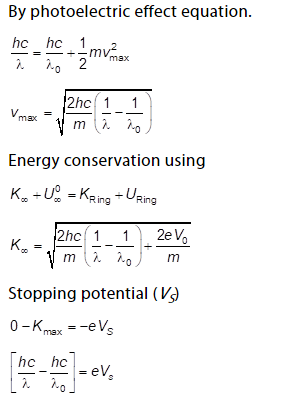 By photoelectric effect equation.
\frac{hc}{\lambda} = \frac{hc}{\lambda_0} + \frac{1}{2}mv_{max}^2
v_{max} = \sqrt{\frac{2hc}{m}\left(\frac{1}{\lambda} - \frac{1}{\lambda_0}\right)}
Energy conservation using
K_\infty + U_\infty^0 = K_{Ring} + U_{Ring}
K_\infty = \sqrt{\frac{2hc}{m}\left(\frac{1}{\lambda} - \frac{1}{\lambda_0}\right) + \frac{2eV_0}{m}}
Stopping potential (V_S)
0 - K_{max} = -eV_S
\left[\frac{hc}{\lambda} - \frac{hc}{\lambda_0}\right] = eV_s